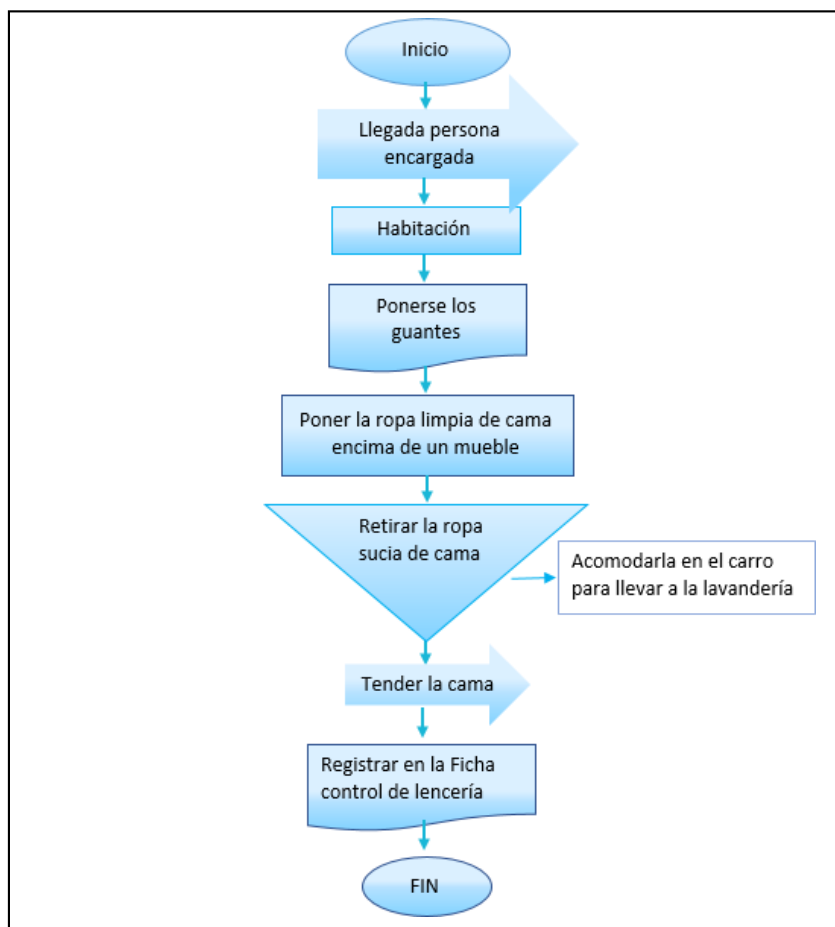 Inicio
Llegada persona
encargada
Habitación
Ponerse los
guantes
Poner la ropa limpia de cama
encima de un mueble
Retirar la ropa
sucia de cama
Acomodarla en el carro
para llevar a la lavandería
Tender la cama
Registrar en la Ficha
control de lencería
FIN